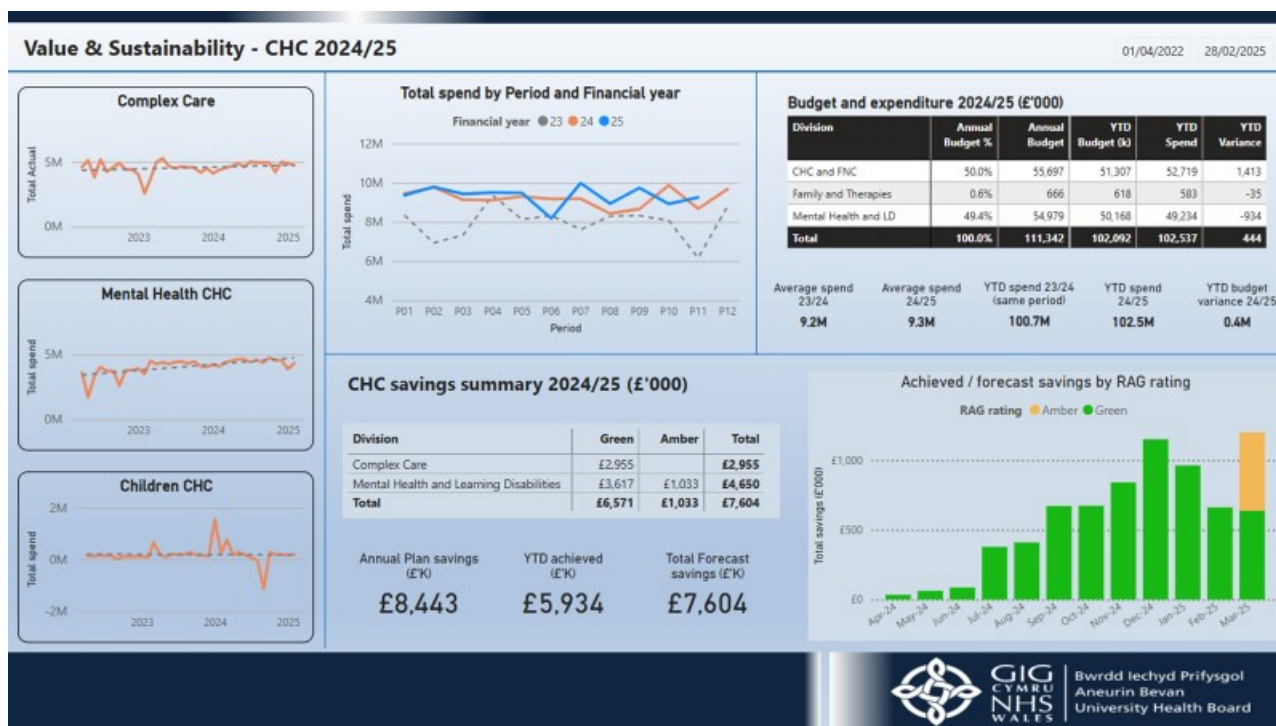 Value & Sustainability - CHC 2024/25
01/04/2022 28/02/2025
Complex Care
Total Actual
5M
0M
2023 2024 2025
Mental Health CHC
Total spend
5M
0M
2023 2024 2025
Children CHC
Total spend
2M
0M
-2M
2023 2024 2025
Total spend by Period and Financial year
Financial year 23 24 25
Total spend
12M
10M
8M
6M
4M
P01 P02 P03 P04 P05 P06 P07 P08 P09 P10 P11 P12
Period
Budget and expenditure 2024/25 (£'000)
Division Annual Budget % Annual Budget YTD Budget (k) YTD Spend YTD Variance
CHC and FNC 50.0% 55,697 51,307 52,719 1,413
Family and Therapies 0.6% 666 618 583 -35
Mental Health and LD 49.4% 54,979 50,168 49,234 -934
Total 100.0% 111,342 102,092 102,537 444
Average spend 23/24
9.2M
Average spend 24/25
9.3M
YTD spend 23/24 (same period)
100.7M
YTD spend 24/25
102.5M
YTD budget variance 24/25
0.4M
CHC savings summary 2024/25 (£'000)
Division Green Amber Total
Complex Care £2,955 £2,955
Mental Health and Learning Disabilities £3,617 £1,033 £4,650
Total £6,571 £1,033 £7,604
Annual Plan savings (£'K)
£8,443
YTD achieved (£'K)
£5,934
Total Forecast savings (£'K)
£7,604
Achieved / forecast savings by RAG rating
RAG rating Amber Green
Total savings (£'000)
£1,000
£500
£0
Apr-24 May-24 Jun-24 Jul-24 Aug-24 Sep-24 Oct-24 Nov-24 Dec-24 Jan-25 Feb-25 Mar-25
GIG
CYMRU
NHS
WALES
Bwrdd Iechyd Prifysgol
Aneurin Bevan
University Health Board